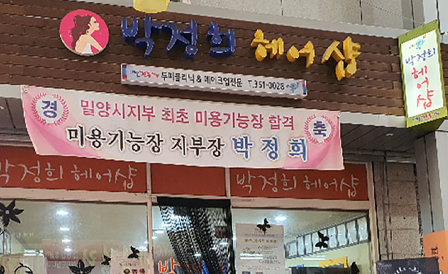 박정희 헤어샵
두피클리닉 & 메이크업전문 T.351-0028
박정희
헤어샵
경 축
밀양시지부 최초 미용기능장 합격
미용기능장 지부장 박정희
박정희헤어샵
박정희헤어샵